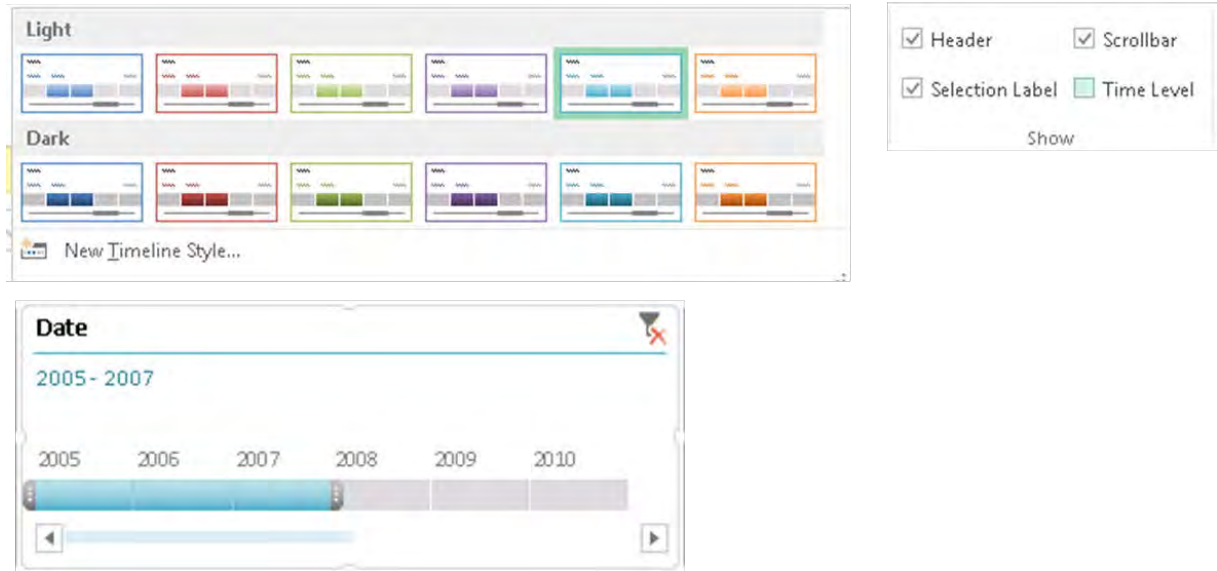 Light
Dark
New Timeline Style...
Header
Scrollbar
Selection Label
Time Level
Show
Date
2005 - 2007
2005 2006 2007 2008 2009 2010